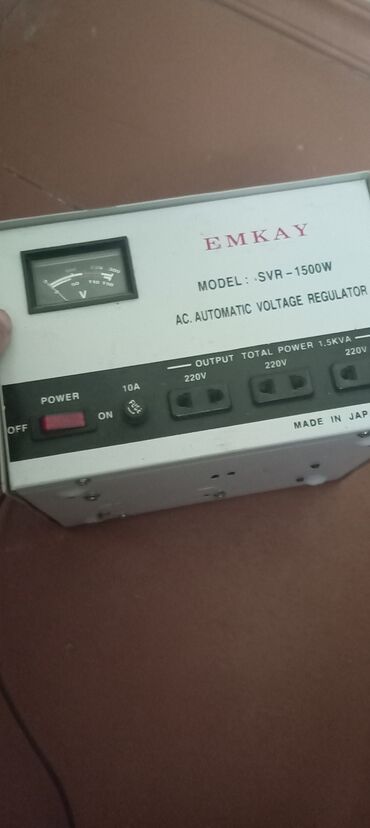 EMKAY
MODEL: SVR-1500W
AC. AUTOMATIC VOLTAGE REGULATOR
V
OUTPUT TOTAL POWER 1.5KVA
220V 220V 220V
POWER
10A
OFF ON FUSE
MADE IN JAP